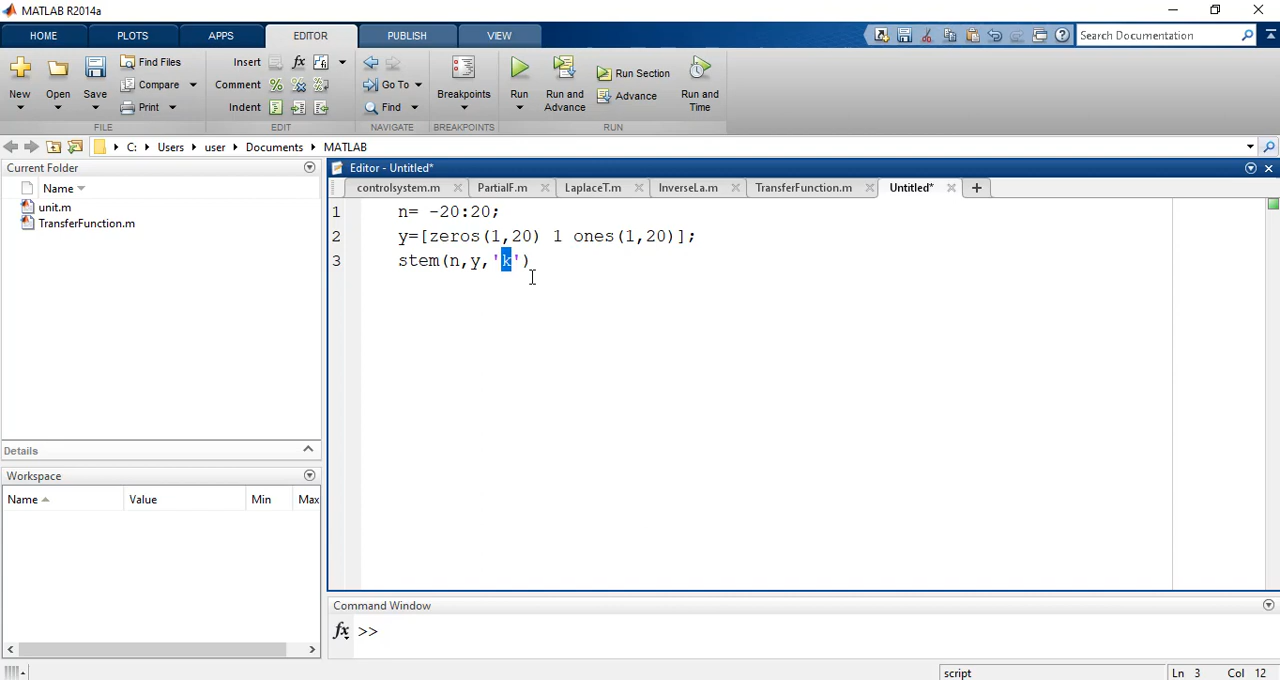 MATLAB R2014a
HOME PLOTS APPS EDITOR PUBLISH VIEW
Search Documentation
New Open Save Find Files Compare Print
Insert fx
Comment
Indent
Go To
Find
Breakpoints
Run Run and Advance Run Section Advance Run and Time
FILE EDIT NAVIGATE BREAKPOINTS RUN
C: Users user Documents MATLAB
Current Folder
Name
unit.m
TransferFunction.m
Details
Workspace
Name Value Min Max
Editor - Untitled*
controlsystem.m PartialF.m LaplaceT.m InverseLa.m TransferFunction.m Untitled*
1 n= -20:20;
2 y=[zeros(1,20) 1 ones(1,20)];
3 stem(n,y,'k')
Command Window
fx >>
script Ln 3 Col 12